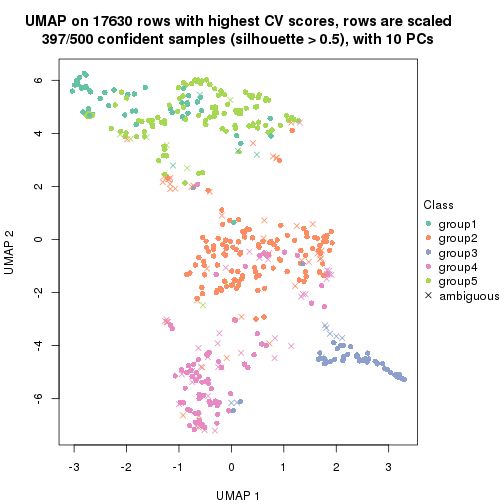 UMAP on 17630 rows with highest CV scores, rows are scaled
397/500 confident samples (silhouette > 0.5), with 10 PCs
6
4
2
0
-2
-4
-6
UMAP 2
-3 -2 -1 0 1 2 3
UMAP 1
Class
group1
group2
group3
group4
group5
ambiguous